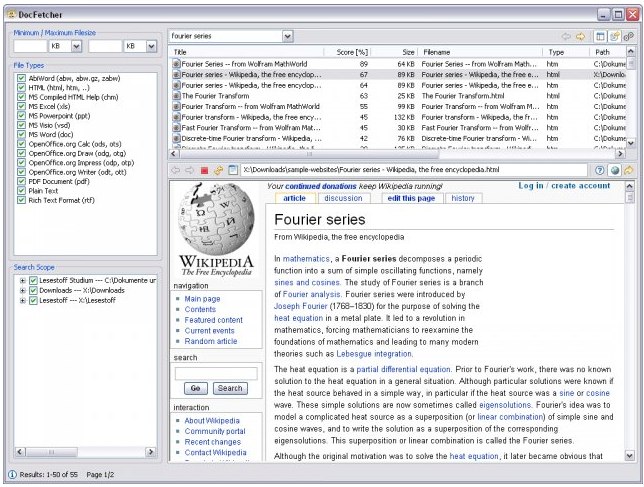 DocFetcher
Minimum / Maximum Filesize
KB KB
File Types
AbiWord (abw, abw.gz, zabw)
HTML (html, htm, ..)
MS Compiled HTML Help (chm)
MS Excel (xls)
MS Powerpoint (ppt)
MS Visio (vsd)
MS Word (doc)
OpenOffice.org Calc (ods, ots)
OpenOffice.org Draw (odg, otg)
OpenOffice.org Impress (odp, otp)
OpenOffice.org Writer (odt, ott)
PDF Document (pdf)
Plain Text
Rich Text Format (rtf)
Search Scope
Lesestoff Studium --- C:\Dokumente ur
Downloads --- X:\Downloads
Lesestoff --- X:\Lesestoff
fourier series
Title Score [%] Size Filename Type Path
Fourier Series -- from Wolfram MathWorld 89 64 KB Fourier Series -- from Wolfram Math... htm C:\Dokume
Fourier series - Wikipedia, the free encyclop... 67 89 KB Fourier series - Wikipedia, the free e... html X:\Downloa
Fourier series - Wikipedia, the free encyclop... 64 89 KB Fourier series - Wikipedia, the free e... htm C:\Dokume
The Fourier Transform 63 25 KB The Fourier Transform.html htm C:\Dokume
Fourier Transform -- from Wolfram MathWorld 55 99 KB Fourier Transform -- from Wolfram M... htm C:\Dokume
Fourier transform - Wikipedia, the free encyc... 45 132 KB Fourier transform - Wikipedia, the fr... htm C:\Dokume
Fast Fourier Transform -- from Wolfram Mat... 45 30 KB Fast Fourier Transform -- from Wolfr... htm C:\Dokume
Discrete-time Fourier transform - Wikipedia, ... 42 76 KB Discrete-time Fourier transform - Wi... htm C:\Dokume
X:\Downloads\sample-websites\Fourier series - Wikipedia, the free encyclopedia.html
Your continued donations keep Wikipedia running!
Log in / create account
article discussion edit this page history
WIKIPEDIA
The Free Encyclopedia
navigation
Main page
Contents
Featured content
Current events
Random article
search
Go Search
interaction
About Wikipedia
Community portal
Recent changes
Contact Wikipedia
Fourier series
From Wikipedia, the free encyclopedia
In mathematics, a Fourier series decomposes a periodic
function into a sum of simple oscillating functions, namely
sines and cosines. The study of Fourier series is a branch
of Fourier analysis. Fourier series were introduced by
Joseph Fourier (1768–1830) for the purpose of solving the
heat equation in a metal plate. It led to a revolution in
mathematics, forcing mathematicians to reexamine the
foundations of mathematics and leading to many modern
theories such as Lebesgue integration.
The heat equation is a partial differential equation. Prior to Fourier's work, there was no known
solution to the heat equation in a general situation. Although particular solutions were known if
the heat source behaved in a simple way, in particular if the heat source was a sine or cosine
wave. These simple solutions are now sometimes called eigensolutions. Fourier's idea was to
model a complicated heat source as a superposition (or linear combination) of simple sine and
cosine waves, and to write the solution as a superposition of the corresponding
eigensolutions. This superposition or linear combination is called the Fourier series.
Although the original motivation was to solve the heat equation, it later became obvious that
Results: 1-50 of 55 Page 1/2